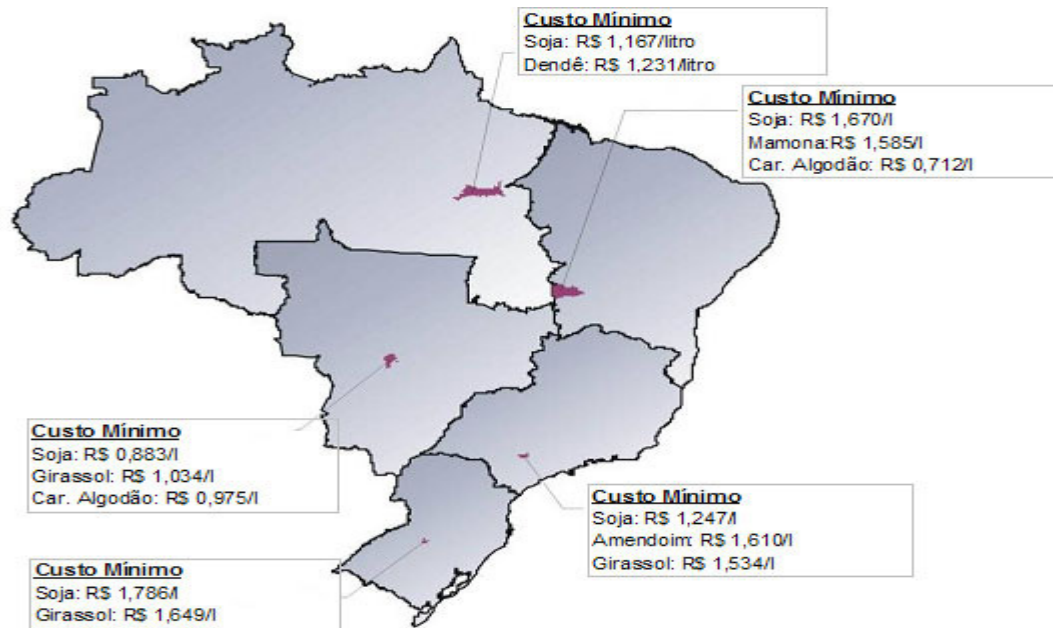 Custo Mínimo
Soja: R$ 1,167/litro
Dendê: R$ 1,231/litro
Custo Mínimo
Soja: R$ 1,670/l
Mamona:R$ 1,585/l
Car. Algodão: R$ 0,712/l
Custo Mínimo
Soja: R$ 0,883/l
Girassol: R$ 1,034/l
Car. Algodão: R$ 0,975/l
Custo Mínimo
Soja: R$ 1,247/l
Amendoim: R$ 1,610/l
Girassol: R$ 1,534/l
Custo Mínimo
Soja: R$ 1,786/l
Girassol: R$ 1,649/l